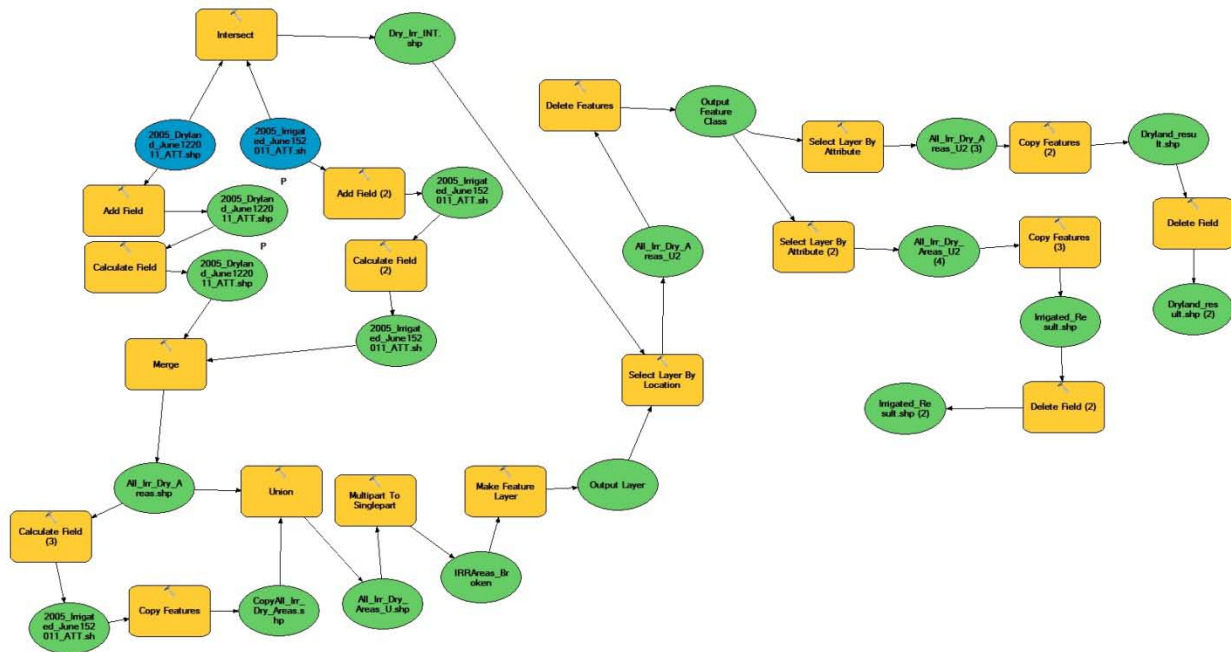 Intersect
Dry_Irr_INT.
shp
2005_Drylan
d_June1220
11_ATT.shp
2005_Irrigat
ed_June152
011_ATT.sh
P
Add Field
2005_Drylan
d_June1220
11_ATT.shp
P
Add Field (2)
2005_Irrigat
ed_June152
011_ATT.sh
Calculate Field
2005_Drylan
d_June1220
11_ATT.shp
Calculate Field
(2)
2005_Irrigat
ed_June152
011_ATT.sh
Merge
All_Irr_Dry_A
reas.shp
Calculate Field
(3)
2005_Irrigat
ed_June152
011_ATT.sh
Copy Features
CopyAll_Irr_
Dry_Areas.s
hp
Union
All_Irr_Dry_
Areas_U.shp
Multipart To
Singlepart
IRRAreas_Br
oken
Make Feature
Layer
Output Layer
Select Layer By
Location
All_Irr_Dry_A
reas_U2
Delete Features
Output
Feature
Class
Select Layer By
Attribute
All_Irr_Dry_A
reas_U2 (3)
Copy Features
(2)
Dryland_resu
lt.shp
Delete Field
Dryland_res
ult.shp (2)
Select Layer By
Attribute (2)
All_Irr_Dry_
Areas_U2
(4)
Copy Features
(3)
Irrigated_Re
sult.shp
Delete Field (2)
Irrigated_Re
sult.shp (2)